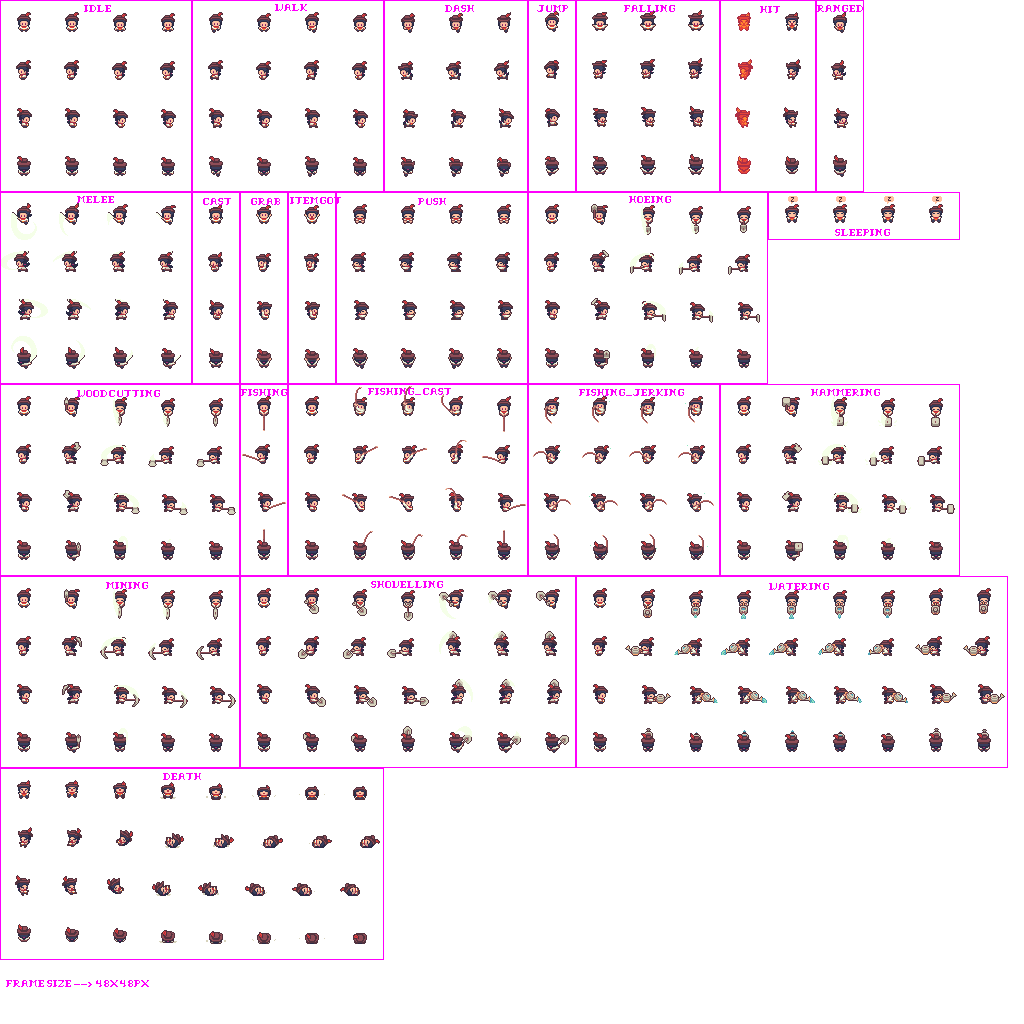 IDLE
WALK
DASH
JUMP
FALLING
HIT
RANGED
MELEE
CAST
GRAB
ITEMGOT
PUSH
HOEING
Z Z Z Z
SLEEPING
WOODCUTTING
FISHING
FISHING_CAST
FISHING_JERKING
HAMMERING
MINING
SHOVELLING
WATERING
DEATH
FRAME SIZE --> 48X48PX